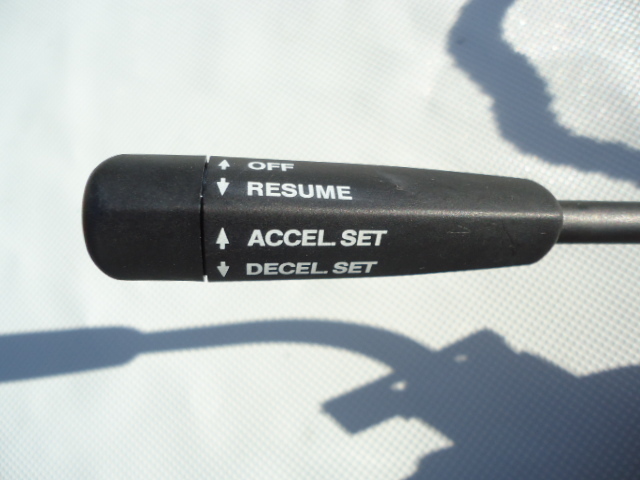 ↑ OFF
↓ RESUME
↑ ACCEL. SET
↓ DECEL. SET